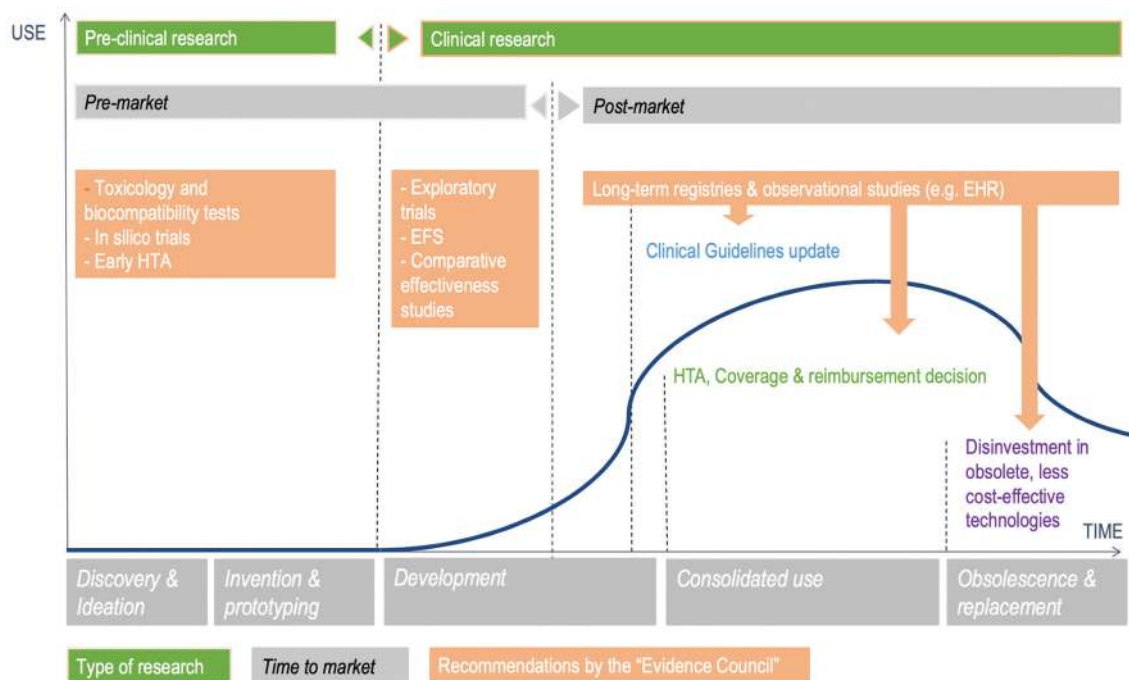 USE
Pre-clinical research
Clinical research
Pre-market
Post-market
- Toxicology and
biocompatibility tests
- In silico trials
- Early HTA
- Exploratory
trials
- EFS
- Comparative
effectiveness
studies
Long-term registries & observational studies (e.g. EHR)
Clinical Guidelines update
HTA, Coverage & reimbursement decision
Disinvestment in
obsolete, less
cost-effective
technologies
TIME
Discovery &
Ideation
Invention &
prototyping
Development
Consolidated use
Obsolescence &
replacement
Type of research
Time to market
Recommendations by the “Evidence Council”